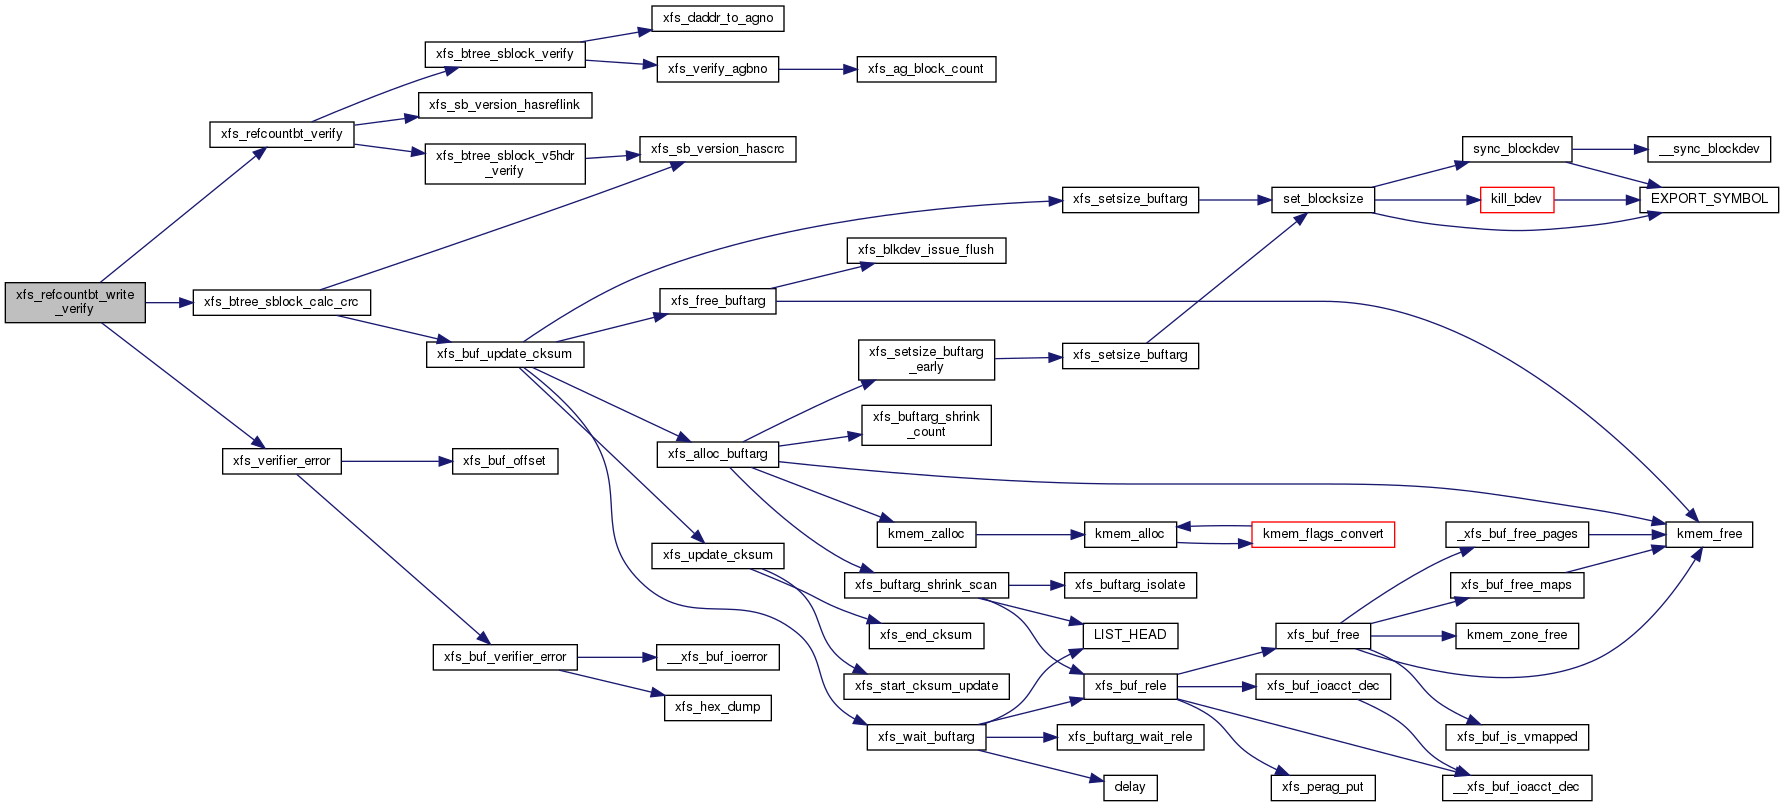 xfs_refcountbt_write
_verify
xfs_refcountbt_verify
xfs_btree_sblock_calc_crc
xfs_verifier_error
xfs_btree_sblock_verify
xfs_sb_version_hasreflink
xfs_btree_sblock_v5hdr
_verify
xfs_buf_update_cksum
xfs_buf_offset
xfs_buf_verifier_error
xfs_daddr_to_agno
xfs_verify_agbno
xfs_sb_version_hascrc
xfs_free_buftarg
xfs_alloc_buftarg
xfs_update_cksum
__xfs_buf_ioerror
xfs_hex_dump
xfs_ag_block_count
xfs_blkdev_issue_flush
xfs_setsize_buftarg
_early
xfs_buftarg_shrink
_count
kmem_zalloc
xfs_buftarg_shrink_scan
xfs_end_cksum
xfs_start_cksum_update
xfs_wait_buftarg
xfs_setsize_buftarg
xfs_setsize_buftarg
kmem_alloc
xfs_buftarg_isolate
LIST_HEAD
xfs_buf_rele
xfs_buftarg_wait_rele
delay
set_blocksize
kmem_flags_convert
xfs_buf_free
xfs_buf_ioacct_dec
xfs_perag_put
sync_blockdev
kill_bdev
_xfs_buf_free_pages
xfs_buf_free_maps
kmem_zone_free
xfs_buf_is_vmapped
__xfs_buf_ioacct_dec
__sync_blockdev
EXPORT_SYMBOL
kmem_free